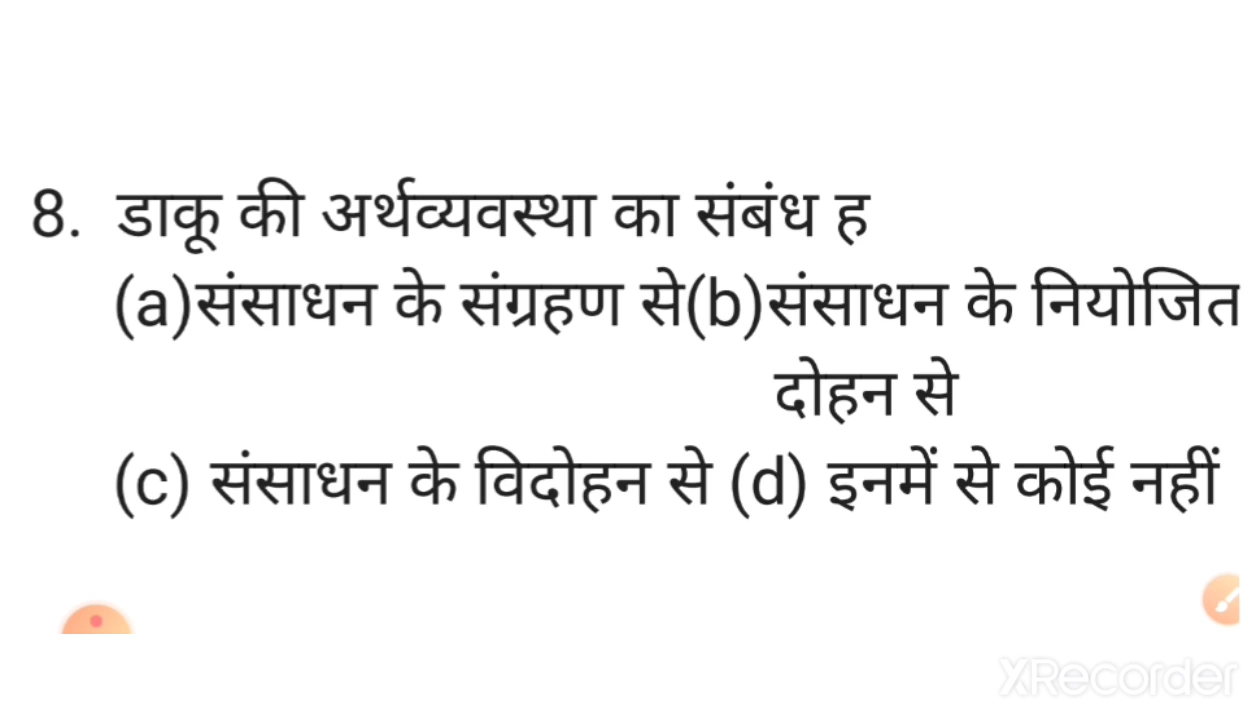 8. डाकू की अर्थव्यवस्था का संबंध ह
(a)संसाधन के संग्रहण से(b)संसाधन के नियोजित
दोहन से
(c) संसाधन के विदोहन से (d) इनमें से कोई नहीं
XRecorder